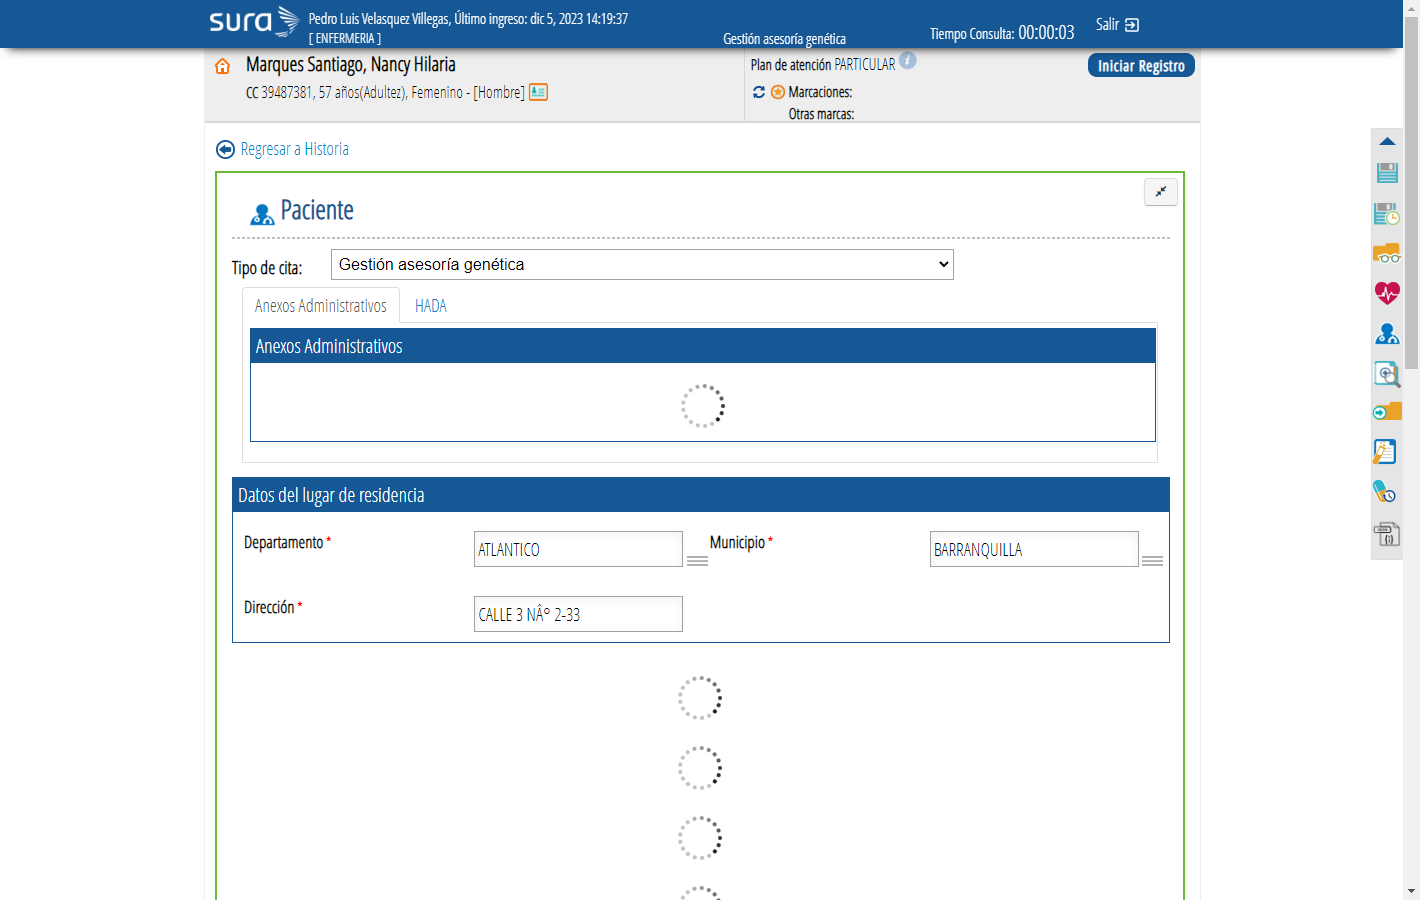 sura
Pedro Luis Velasquez Villegas, Último ingreso: dic 5, 2023 14:19:37
[ ENFERMERIA ]
Gestión asesoría genética
Tiempo Consulta: 00:00:03
Salir
Marques Santiago, Nancy Hilaria
CC 39487381, 57 años(Adultez), Femenino - [Hombre]
Plan de atención PARTICULAR
Marcaciones:
Otras marcas:
Iniciar Registro
Regresar a Historia
Paciente
Tipo de cita: Gestión asesoría genética
Anexos Administrativos HADA
Anexos Administrativos
Datos del lugar de residencia
Departamento * ATLANTICO Municipio * BARRANQUILLA
Dirección * CALLE 3 NÂ° 2-33